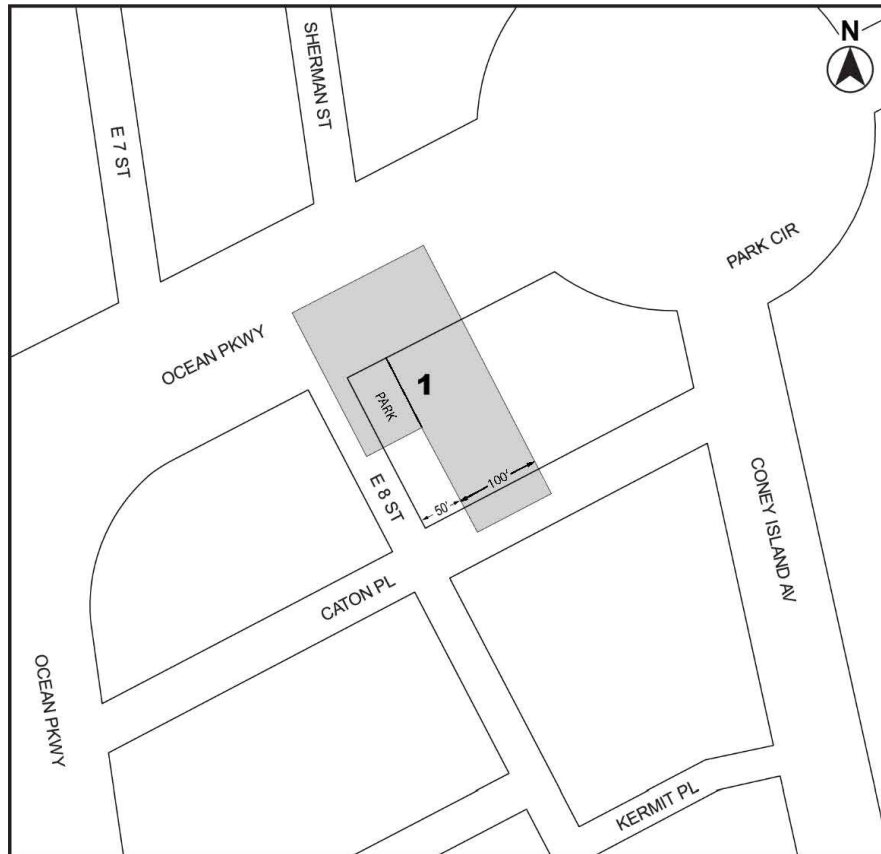 N
SHERMAN ST
E 7 ST
PARK CIR
OCEAN PKWY
1
PARK
E 8 ST
50'
100'
CONEY ISLAND AV
CATON PL
OCEAN PKWY
KERMIT PL